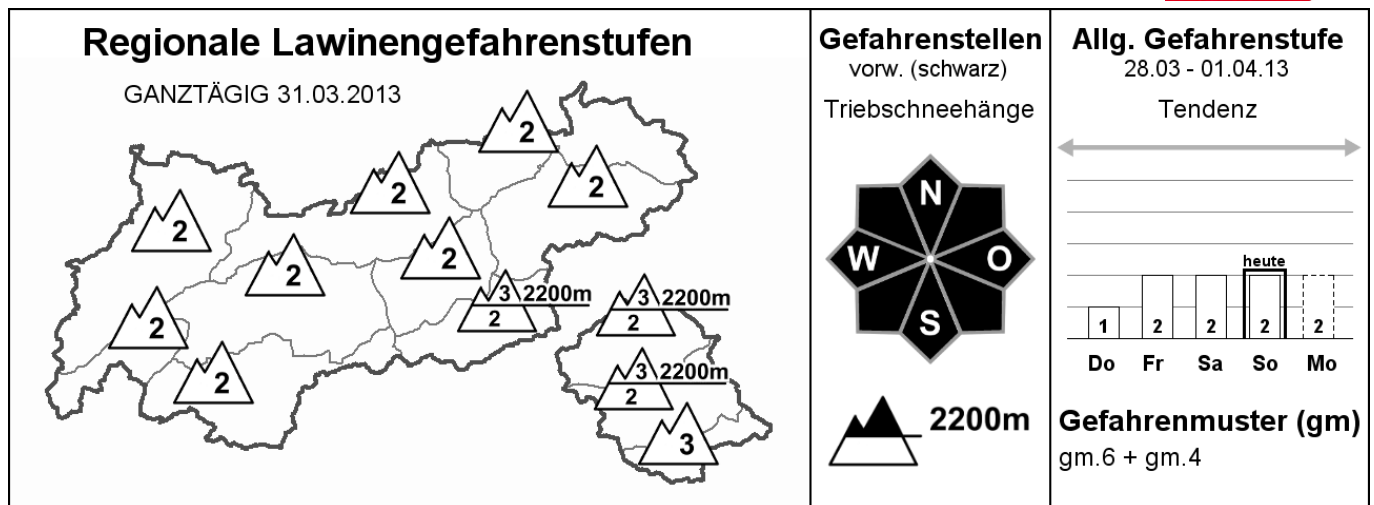 Regionale Lawinengefahrenstufen
GANZTÄGIG 31.03.2013
2
2
2
2
2
2
3 2200m
2
3 2200m
2
2
3 2200m
2
2
3
Gefahrenstellen
vorw. (schwarz)
Triebschneehänge
N
W
O
S
2200m
Allg. Gefahrenstufe
28.03 - 01.04.13
Tendenz
heute
1 2 2 2 2
Do Fr Sa So Mo
Gefahrenmuster (gm)
gm.6 + gm.4